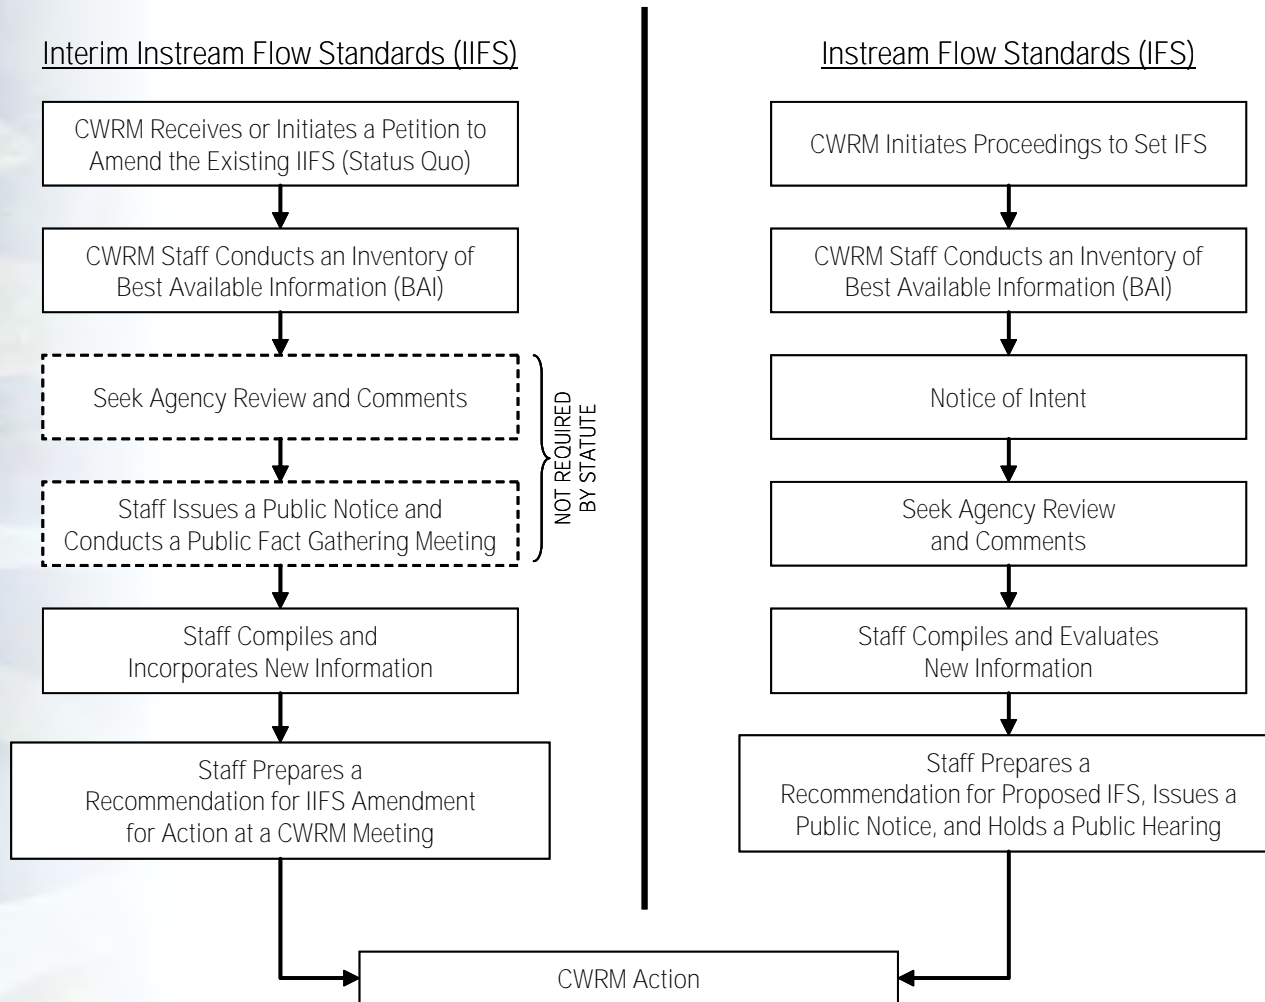 Interim Instream Flow Standards (IIFS)
CWRM Receives or Initiates a Petition to
Amend the Existing IIFS (Status Quo)
CWRM Staff Conducts an Inventory of
Best Available Information (BAI)
Seek Agency Review and Comments
Staff Issues a Public Notice and
Conducts a Public Fact Gathering Meeting
NOT REQUIRED
BY STATUTE
Staff Compiles and
Incorporates New Information
Staff Prepares a
Recommendation for IIFS Amendment
for Action at a CWRM Meeting
Instream Flow Standards (IFS)
CWRM Initiates Proceedings to Set IFS
CWRM Staff Conducts an Inventory of
Best Available Information (BAI)
Notice of Intent
Seek Agency Review
and Comments
Staff Compiles and Evaluates
New Information
Staff Prepares a
Recommendation for Proposed IFS, Issues a
Public Notice, and Holds a Public Hearing
CWRM Action